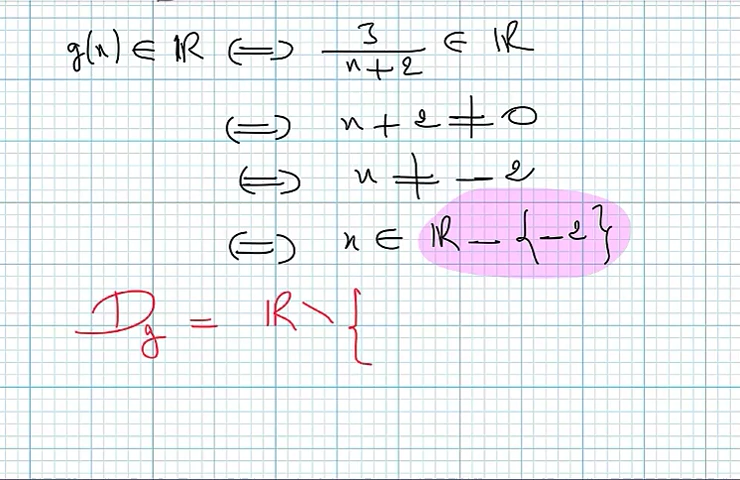 g(x) ∈ ℝ ⟺ 3/(x+2) ∈ ℝ
⟺ x + 2 ≠ 0
⟺ x ≠ -2
⟺ x ∈ ℝ - {-2}
D_g = ℝ \ {